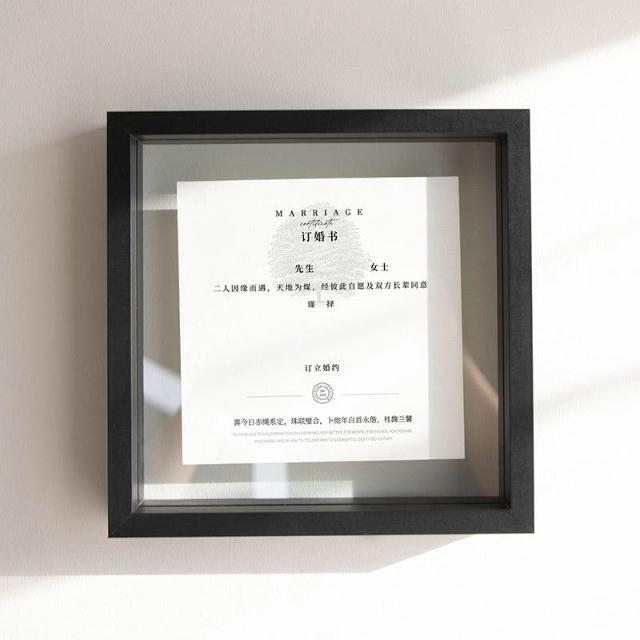 MARRIAGE
certificate
订婚书
先生 女士
二人因缘而遇，天地为媒，经彼此自愿及双方长辈同意
谨 择
订立婚约
喜今日赤绳系定，珠联璧合，卜他年白首永偕，桂馥兰馨